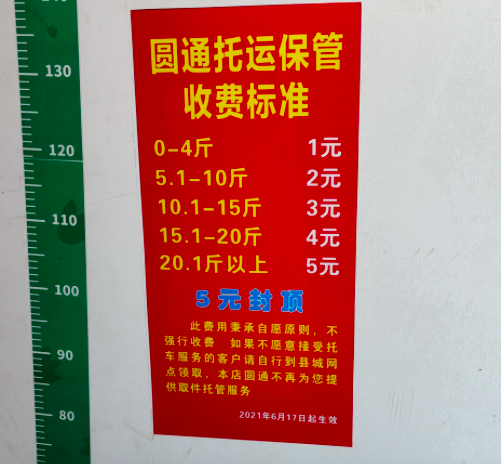 圆通托运保管
收费标准
0-4斤 1元
5.1-10斤 2元
10.1-15斤 3元
15.1-20斤 4元
20.1斤以上 5元
5元封顶
此费用秉承自愿原则,不
强行收费 如果不愿意接受托
车服务的客户请自行到县城网
点领取,本店圆通不再为您提
供取件托管服务
2021年6月17日起生效
130
120
110
100
90
80